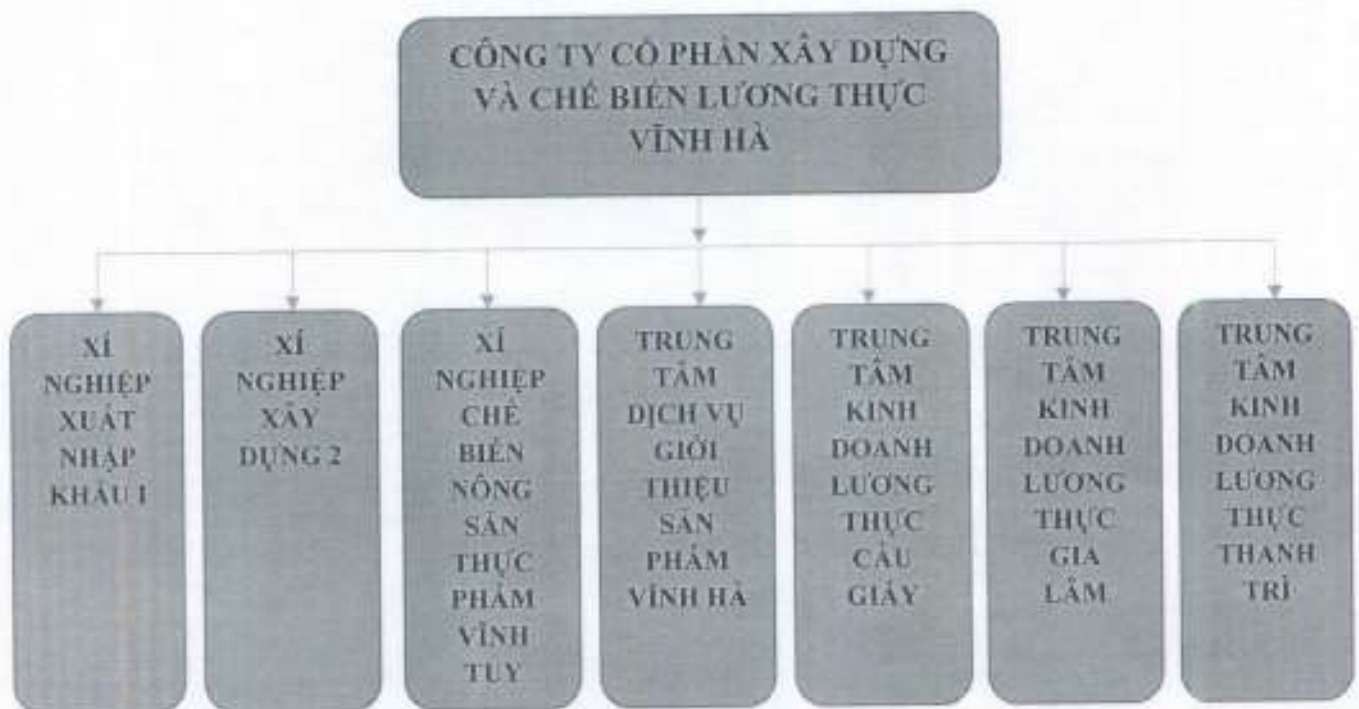 CÔNG TY CỔ PHẦN XÂY DỰNG
VÀ CHẾ BIẾN LƯƠNG THỰC
VĨNH HÀ
XÍ
NGHIỆP
XUẤT
NHẬP
KHẨU I
XÍ
NGHIỆP
XÂY
DỰNG 2
XÍ
NGHIỆP
CHẾ
BIẾN
NÔNG
SẢN
THỰC
PHẨM
VĨNH
TUY
TRUNG
TÂM
DỊCH VỤ
GIỚI
THIỆU
SẢN
PHẨM
VĨNH HÀ
TRUNG
TÂM
KINH
DOANH
LƯƠNG
THỰC
CẦU
GIẤY
TRUNG
TÂM
KINH
DOANH
LƯƠNG
THỰC
GIA
LÂM
TRUNG
TÂM
KINH
DOANH
LƯƠNG
THỰC
THANH
TRÌ